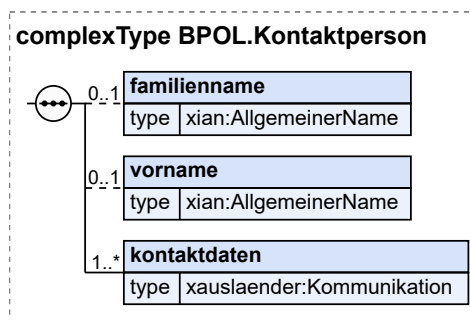 complexType BPOL.Kontaktperson
0..1 familienname
type xian:AllgemeinerName
0..1 vorname
type xian:AllgemeinerName
1..* kontaktdaten
type xauslaender:Kommunikation